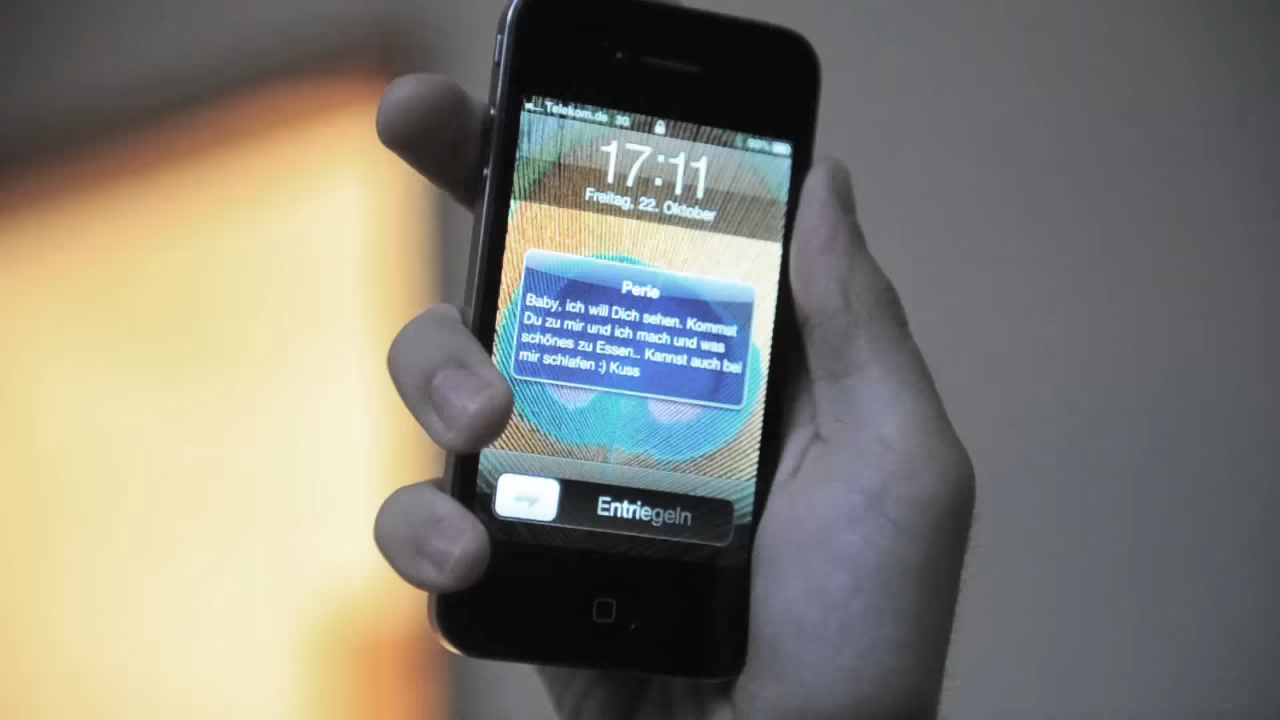 Telekom.de 3G
90%
17:11
Freitag, 22. Oktober
Perle
Baby, ich will Dich sehen. Kommst
Du zu mir und ich mach und was
schönes zu Essen.. Kannst auch bei
mir schlafen :) Kuss
Entriegeln